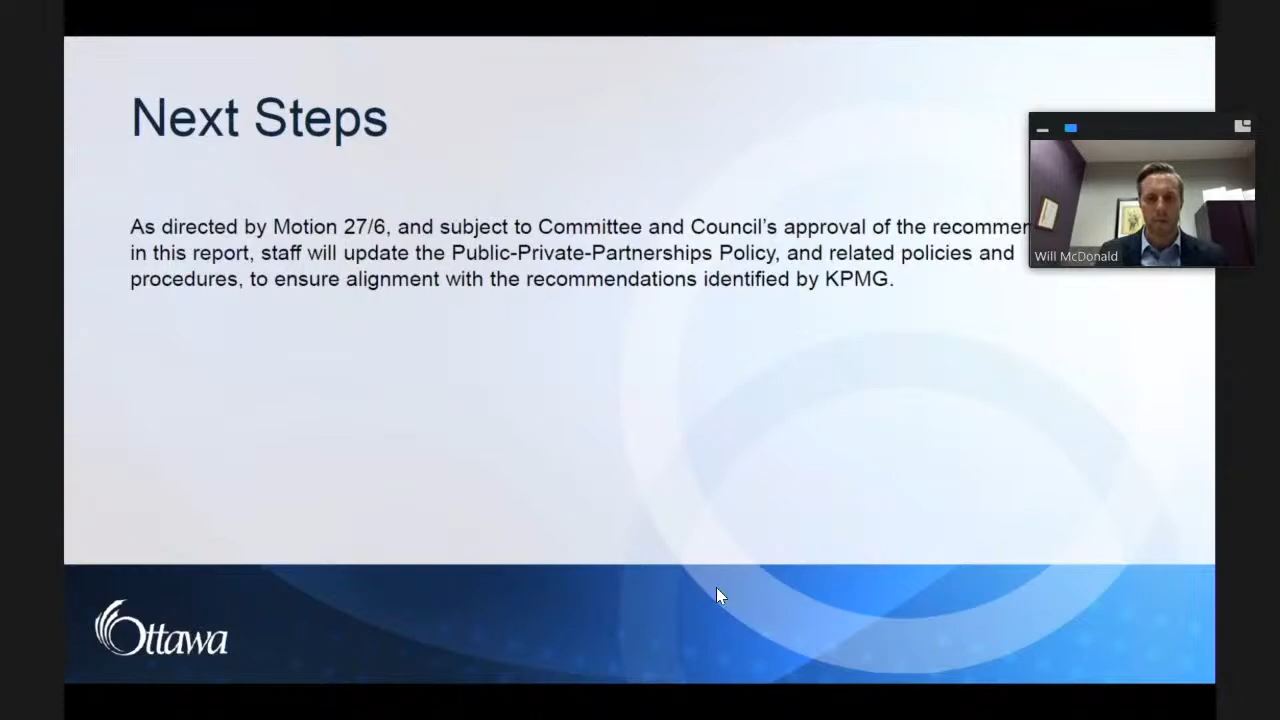 Next Steps
As directed by Motion 27/6, and subject to Committee and Council’s approval of the recommen
in this report, staff will update the Public-Private-Partnerships Policy, and related policies and
procedures, to ensure alignment with the recommendations identified by KPMG.
Will McDonald
Ottawa